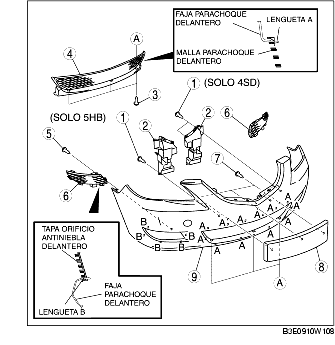 FAJA PARACHOQUE
DELANTERO
LENGUETA A
MALLA PARACHOQUE
DELANTERO
A
4
3
1
(SOLO 4SD)
(SOLO 5HB)
2
6
1
2
5
7
6
B
B
B
B
B
A
A
A
A
A
A
A
A
A
A
A
TAPA ORIFICIO
ANTINIEBLA
DELANTERO
FAJA
PARACHOQUE
DELANTERO
LENGUETA B
9
8
A
B3E0910W108